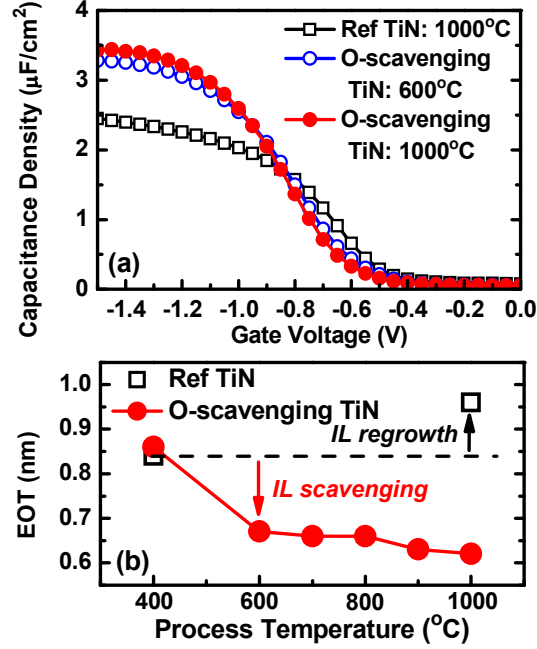 4
Ref TiN: 1000°C
O-scavenging
TiN: 600°C
O-scavenging
TiN: 1000°C
3
2
1
0
(a)
Capacitance Density (μF/cm²)
-1.4 -1.2 -1.0 -0.8 -0.6 -0.4 -0.2 0.0
Gate Voltage (V)
Ref TiN
O-scavenging TiN
1.0
0.9
0.8
0.7
0.6
IL regrowth
IL scavenging
EOT (nm)
(b)
400 600 800 1000
Process Temperature (°C)